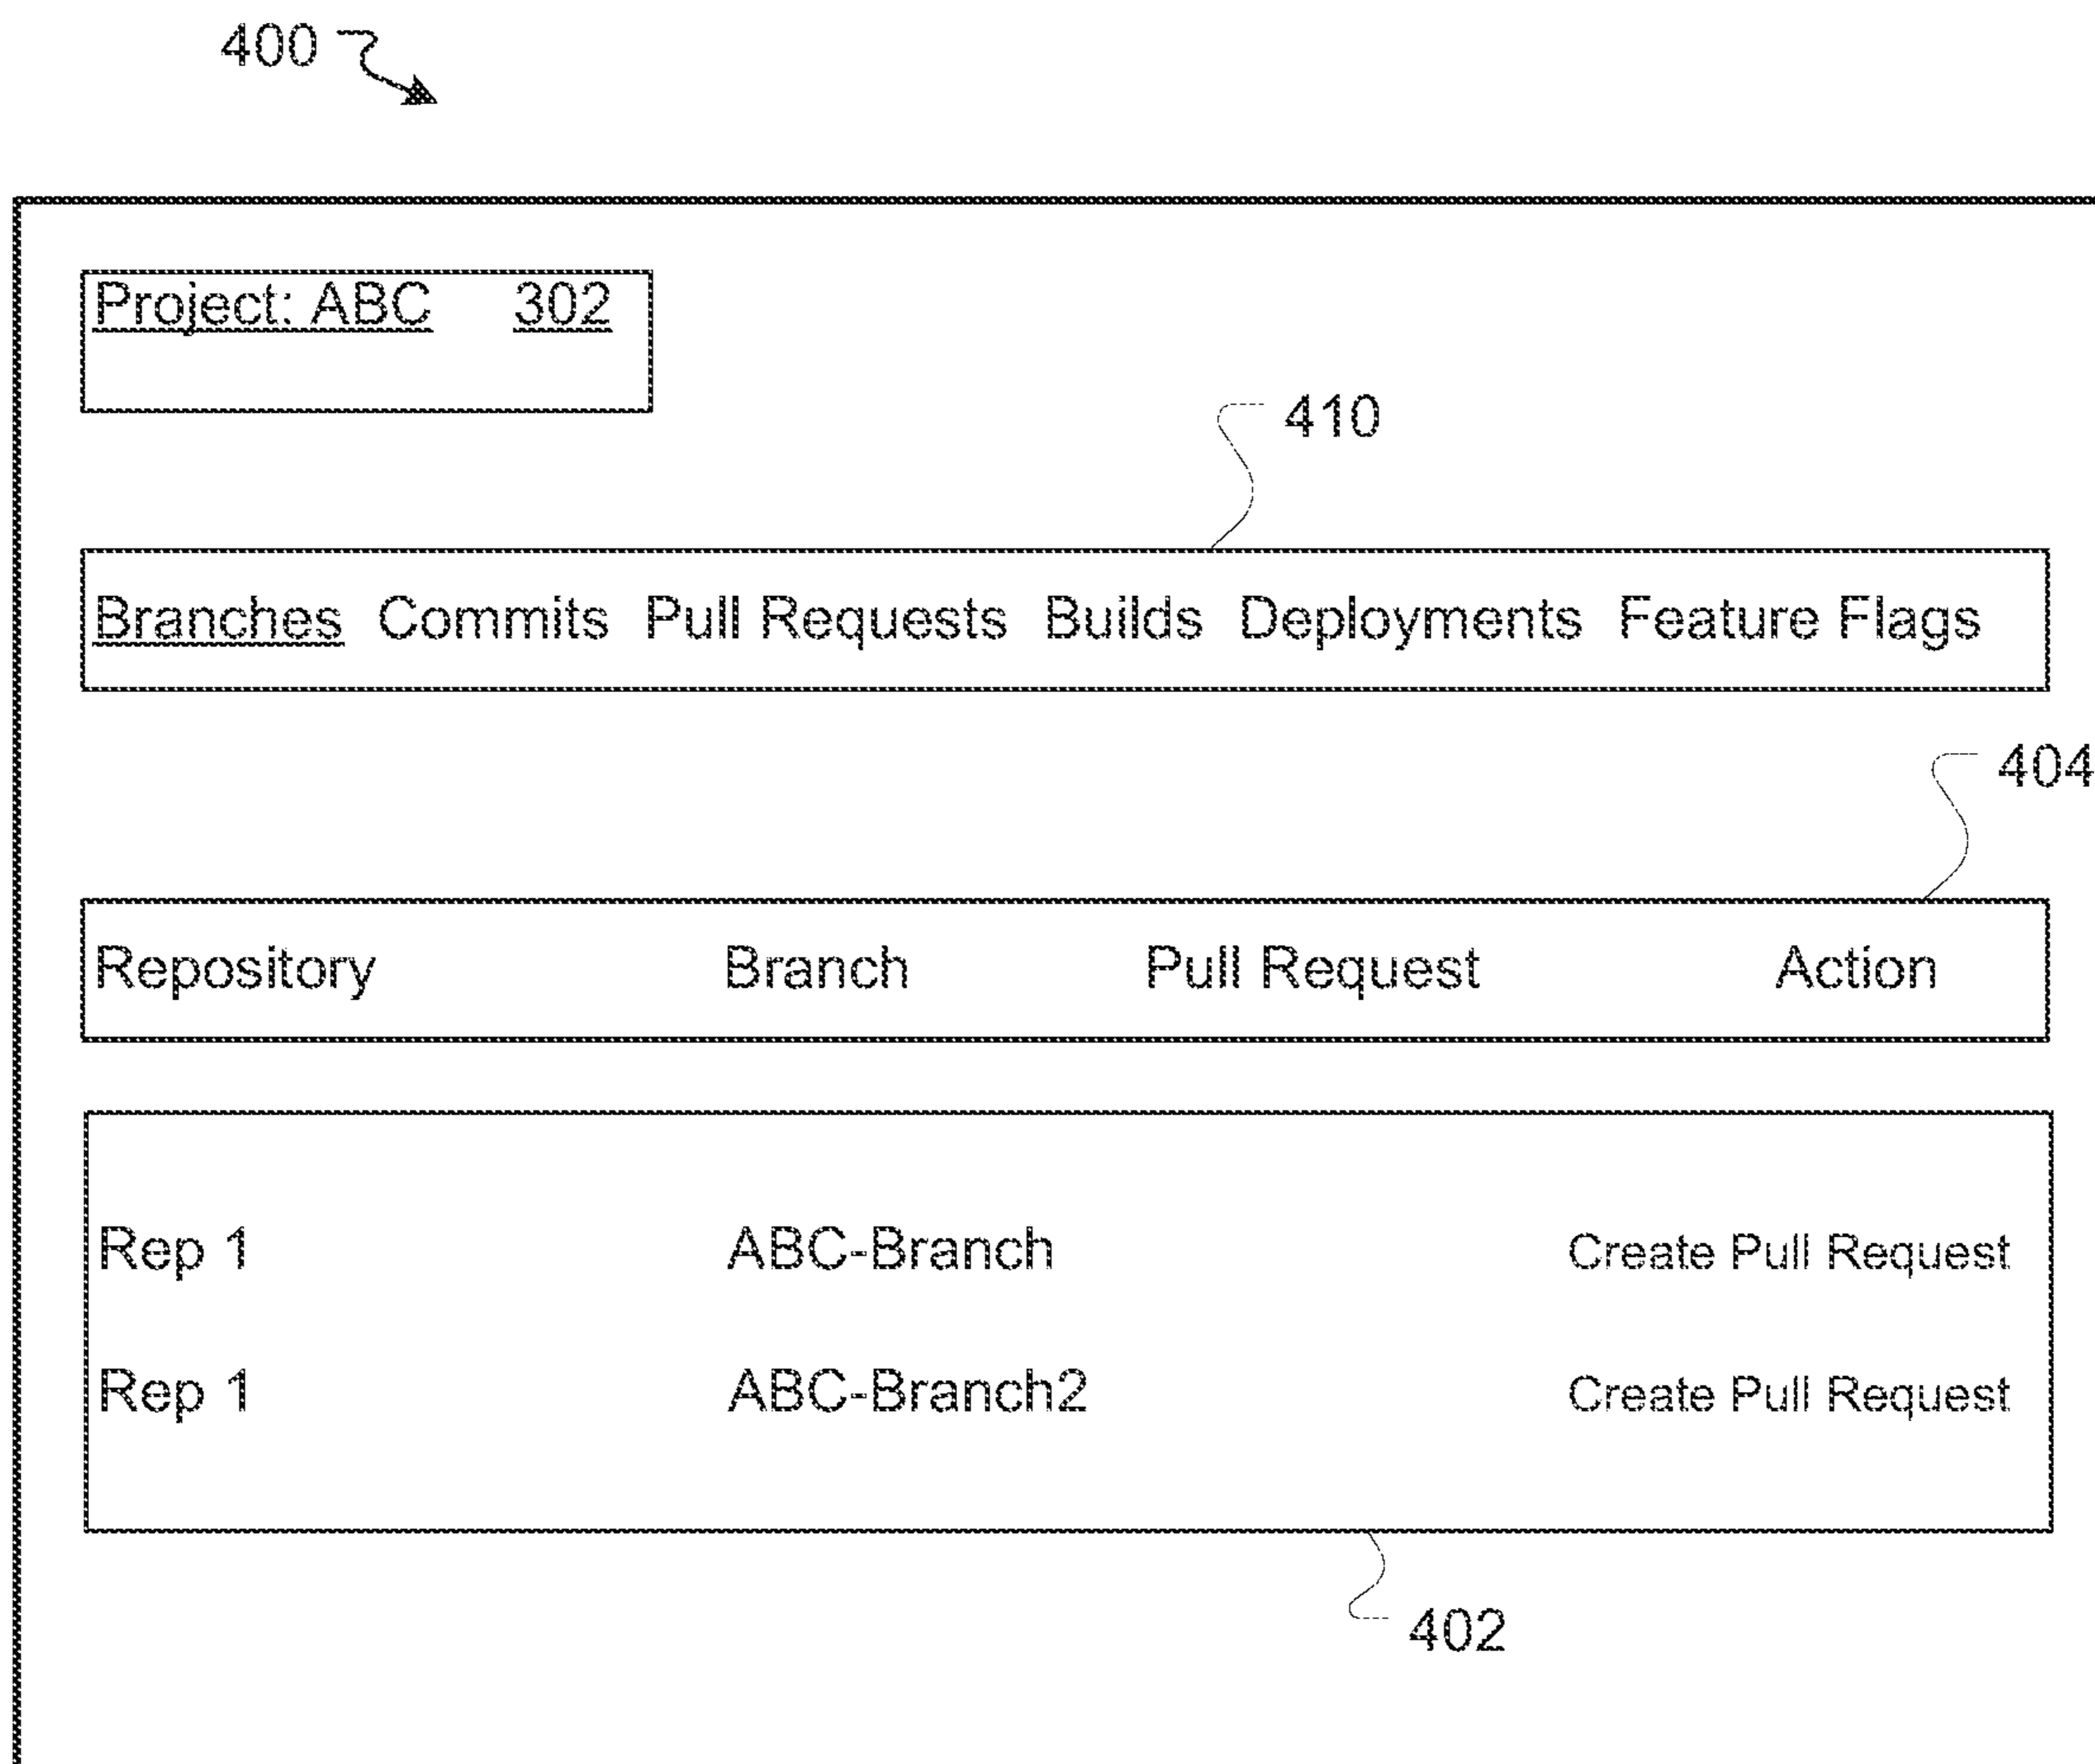 400
Project: ABC 302
410
Branches Commits Pull Requests Builds Deployments Feature Flags
404
Repository Branch Pull Request Action
Rep 1 ABC-Branch Create Pull Request
Rep 1 ABC-Branch2 Create Pull Request
402